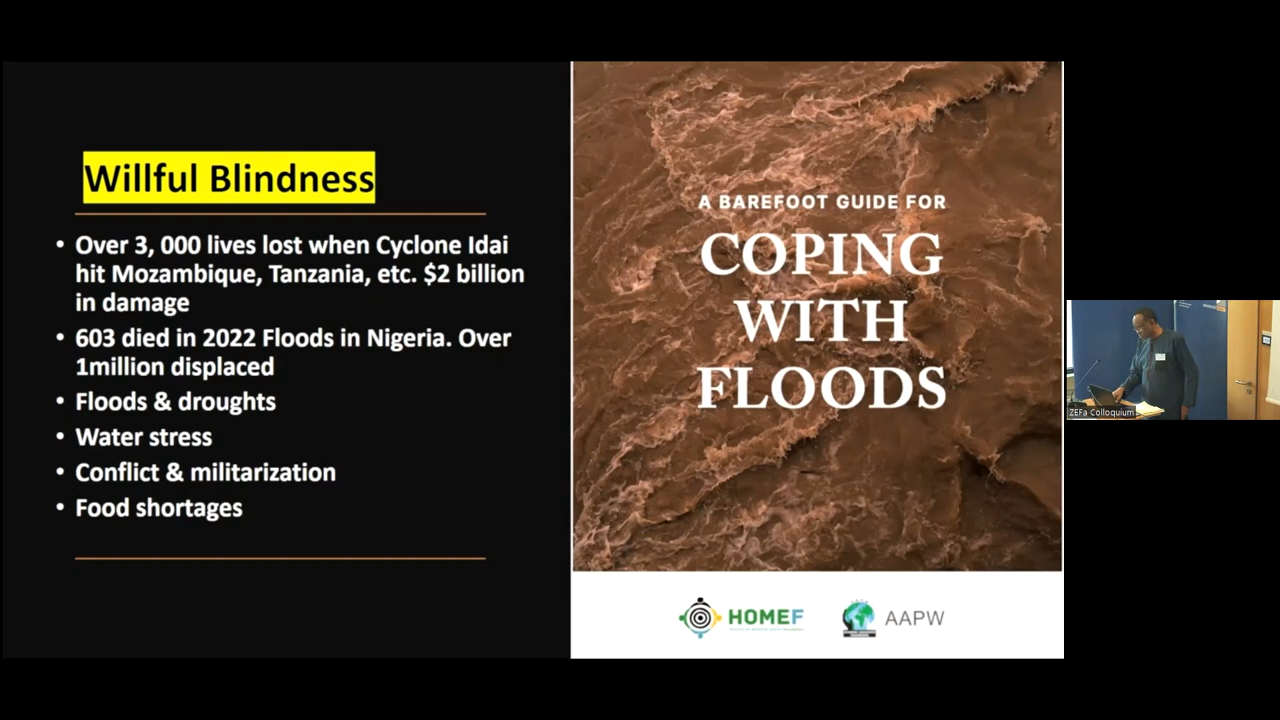 Willful Blindness
• Over 3, 000 lives lost when Cyclone Idai
hit Mozambique, Tanzania, etc. $2 billion
in damage
• 603 died in 2022 Floods in Nigeria. Over
1million displaced
• Floods & droughts
• Water stress
• Conflict & militarization
• Food shortages
A BAREFOOT GUIDE FOR
COPING
WITH
FLOODS
HOMEF
AAPW
ZEFa Colloquium